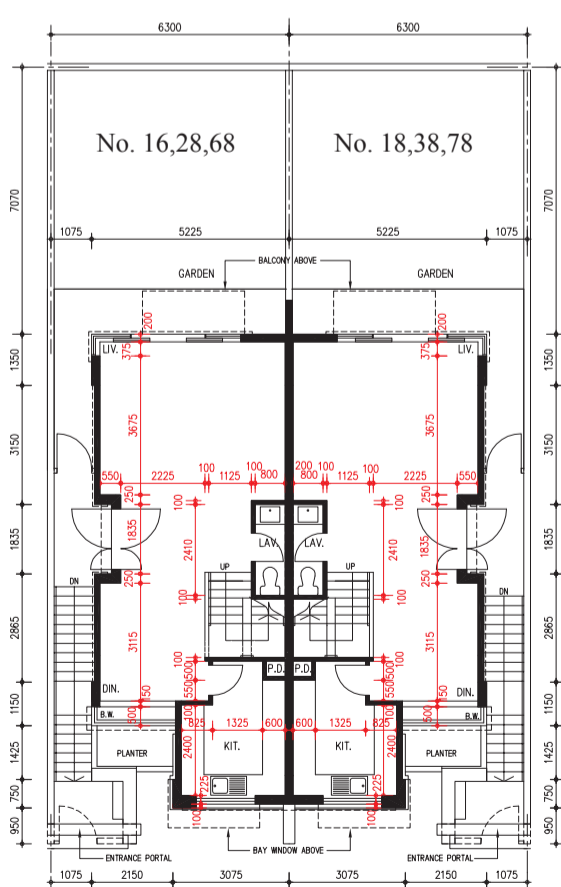 6300 6300
No. 16,28,68 No. 18,38,78
7070 7070
1075 5225 5225 1075
BALCONY ABOVE
GARDEN GARDEN
200 200
LIV. LIV.
375 375
1350 1350
3675 3675
3150 3150
100 200 100 100
550 2225 1125 800 800 1125 2225 550
250 100 100 250
1835 1835 1835 1835
2410 2410
LAV. LAV.
250 250
UP UP
DN DN
100 100
2865 2865
3115 3115
100 500 500 100
P.D. P.D.
DIN. 550 550 DIN.
150 150
1150 1150
B.W. 500 100 100 500 B.W.
825 1325 600 600 1325 825
KIT. KIT.
1425 1425
PLANTER PLANTER
2400 2400
225 225
750 750
100 100
950 950
BAY WINDOW ABOVE
ENTRANCE PORTAL ENTRANCE PORTAL
1075 2150 3075 3075 2150 1075